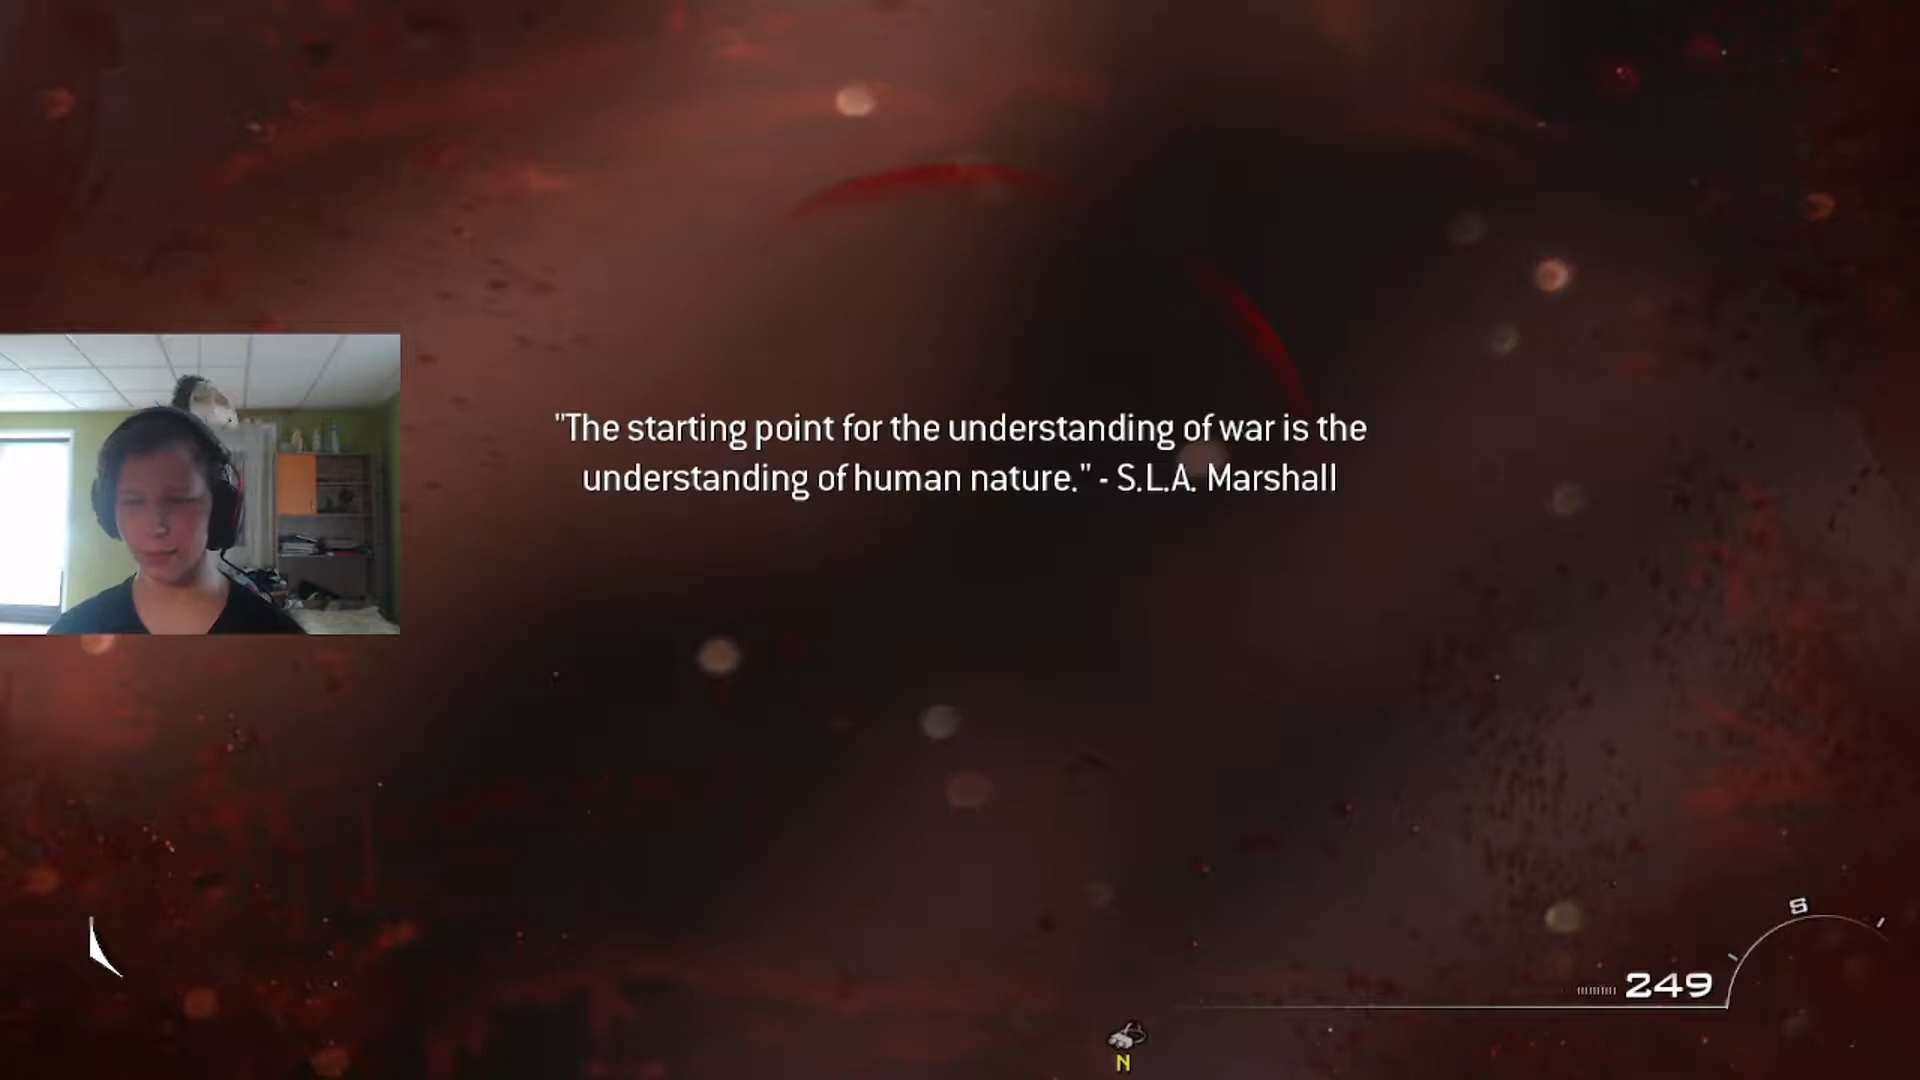 "The starting point for the understanding of war is the
understanding of human nature." - S.L.A. Marshall
S
249
N